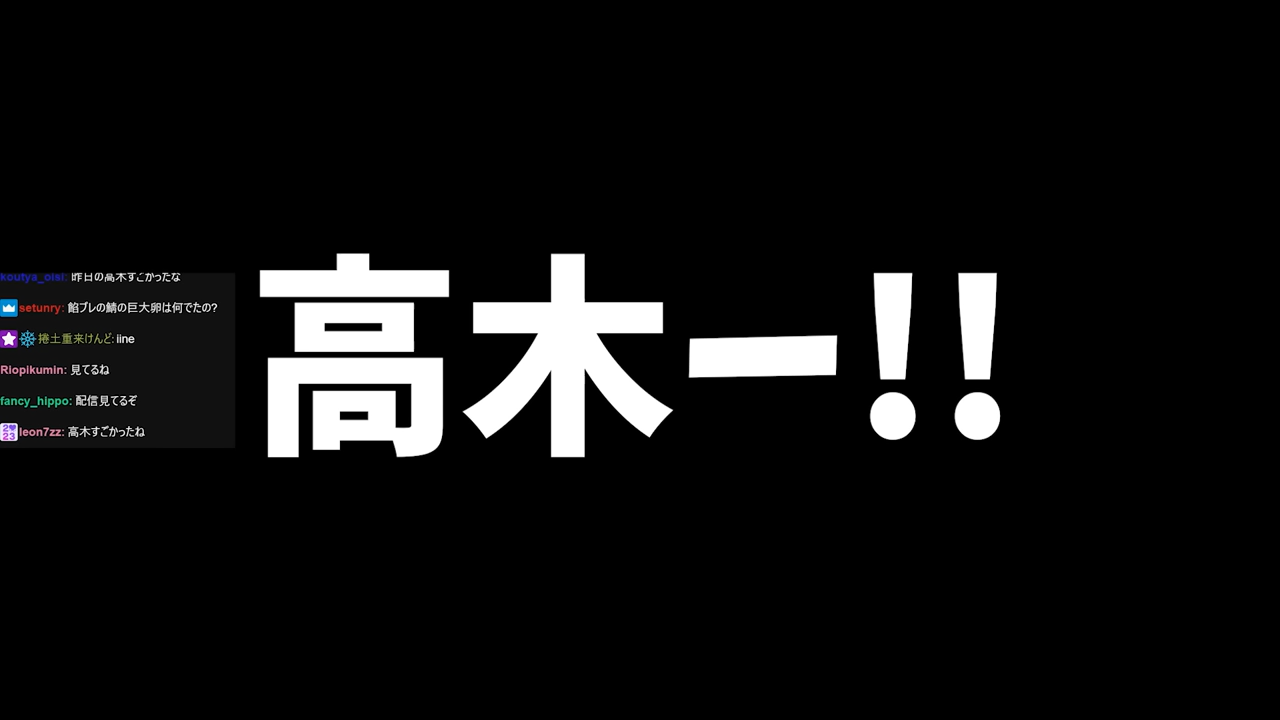 koutya_oisi: 昨日の高木すごかったな
setunry: 餡ブレの鯖の巨大卵は何でたの?
捲土重来けんど: iine
Riopikumin: 見てるね
fancy_hippo: 配信見てるぞ
leon7zz: 高木すごかったね
高木ー!!